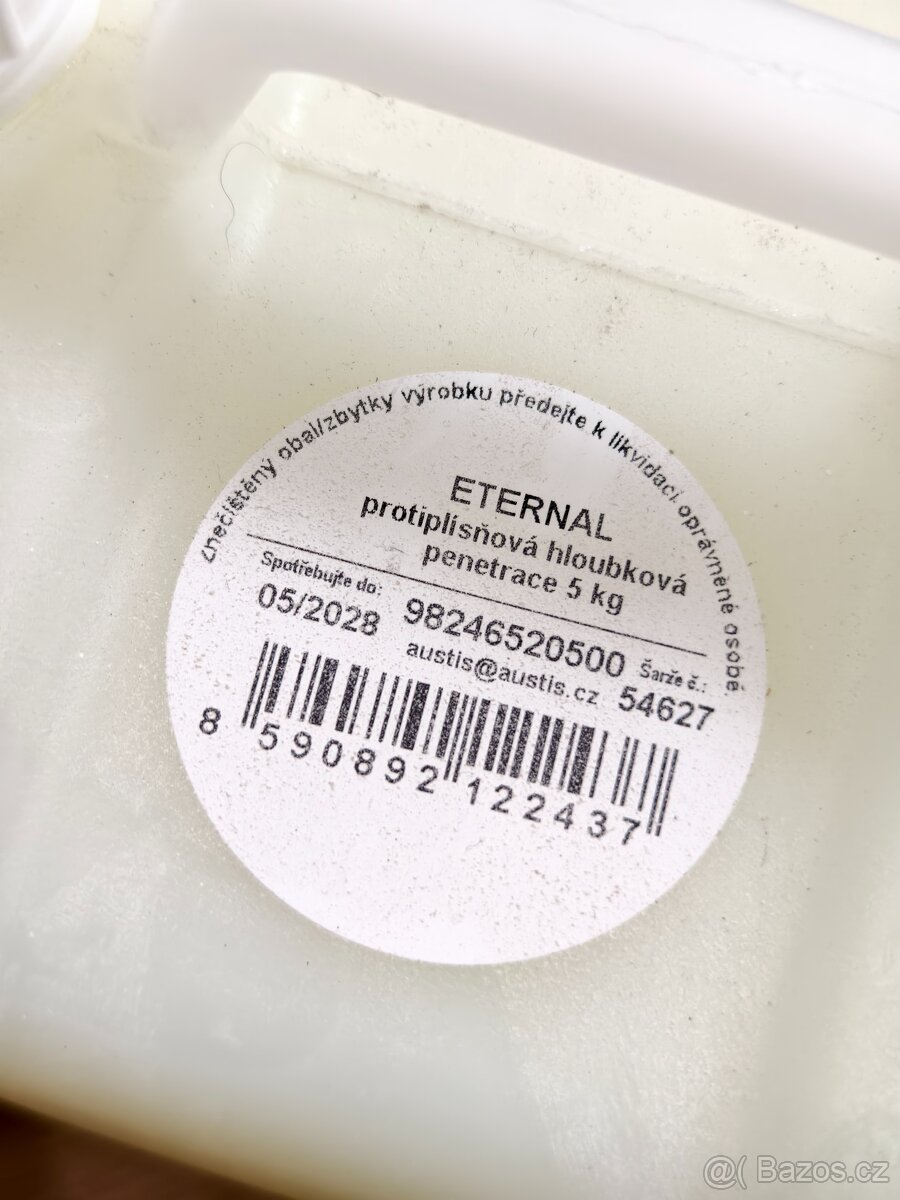 znečištěný obal/zbytky výrobku předejte k likvidaci oprávněné osobě
ETERNAL
protiplísňová hloubková
penetrace 5 kg
Spotřebujte do:
05/2028
98246520500
austis@austis.cz
Šarže č.:
54627
8 590892 122437
@( Bazos.cz